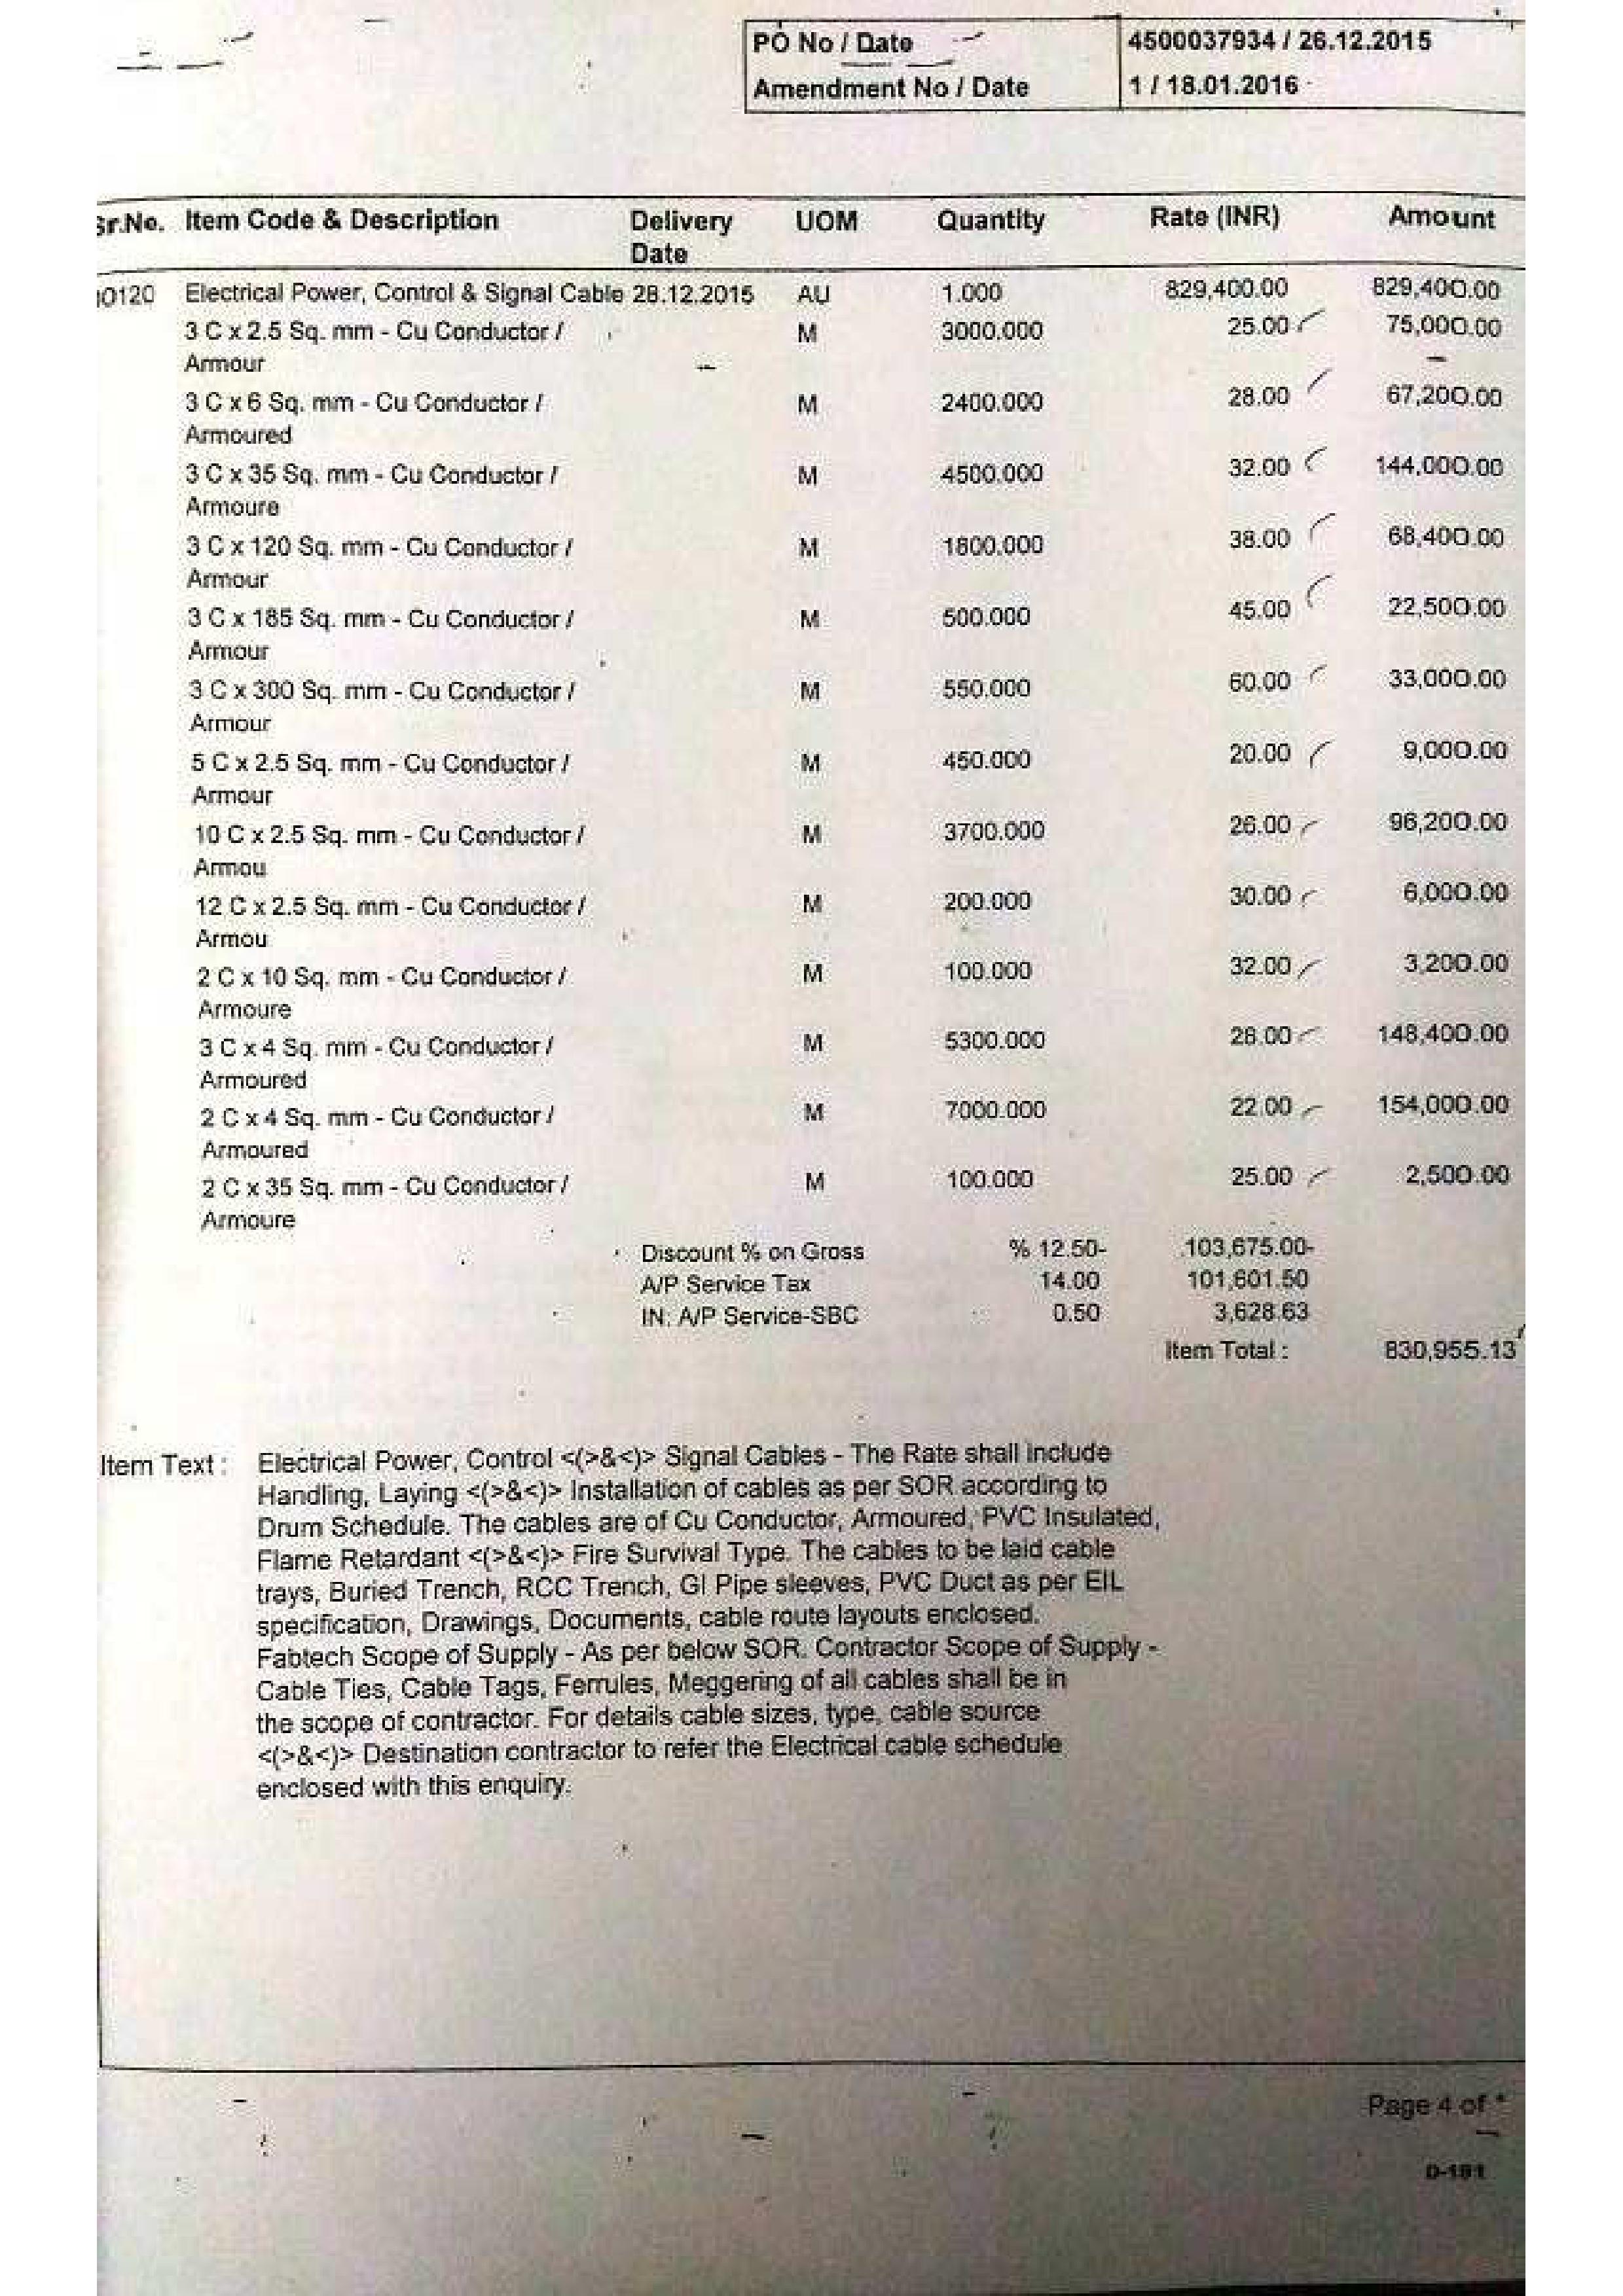 PO No / Date 4500037934 / 26.12.2015
Amendment No / Date 1 / 18.01.2016
Sr.No. Item Code & Description Delivery Date UOM Quantity Rate (INR) Amount
00120 Electrical Power, Control & Signal Cable 28.12.2015 AU 1.000 829,400.00 829,400.00
3 C x 2.5 Sq. mm - Cu Conductor / M 3000.000 25.00 75,000.00
Armour
3 C x 6 Sq. mm - Cu Conductor / M 2400.000 28.00 67,200.00
Armoured
3 C x 35 Sq. mm - Cu Conductor / M 4500.000 32.00 144,000.00
Armoure
3 C x 120 Sq. mm - Cu Conductor / M 1800.000 38.00 68,400.00
Armour
3 C x 185 Sq. mm - Cu Conductor / M 500.000 45.00 22,500.00
Armour
3 C x 300 Sq. mm - Cu Conductor / M 550.000 60.00 33,000.00
Armour
5 C x 2.5 Sq. mm - Cu Conductor / M 450.000 20.00 9,000.00
Armour
10 C x 2.5 Sq. mm - Cu Conductor / M 3700.000 26.00 96,200.00
Armou
12 C x 2.5 Sq. mm - Cu Conductor / M 200.000 30.00 6,000.00
Armou
2 C x 10 Sq. mm - Cu Conductor / M 100.000 32.00 3,200.00
Armoure
3 C x 4 Sq. mm - Cu Conductor / M 5300.000 28.00 148,400.00
Armoured
2 C x 4 Sq. mm - Cu Conductor / M 7000.000 22.00 154,000.00
Armoured
2 C x 35 Sq. mm - Cu Conductor / M 100.000 25.00 2,500.00
Armoure
Discount % on Gross % 12.50- 103,675.00-
A/P Service Tax 14.00 101,601.50
IN: A/P Service-SBC 0.50 3,628.63
Item Total : 830,955.13
Item Text : Electrical Power, Control <(>&<)> Signal Cables - The Rate shall include
Handling, Laying <(>&<)> Installation of cables as per SOR according to
Drum Schedule. The cables are of Cu Conductor, Armoured, PVC Insulated,
Flame Retardant <(>&<)> Fire Survival Type. The cables to be laid cable
trays, Buried Trench, RCC Trench, GI Pipe sleeves, PVC Duct as per EIL
specification, Drawings, Documents, cable route layouts enclosed.
Fabtech Scope of Supply - As per below SOR. Contractor Scope of Supply -
Cable Ties, Cable Tags, Ferrules, Meggering of all cables shall be in
the scope of contractor. For details cable sizes, type, cable source
<(>&<)> Destination contractor to refer the Electrical cable schedule
enclosed with this enquiry.
Page 4 of *
D-191